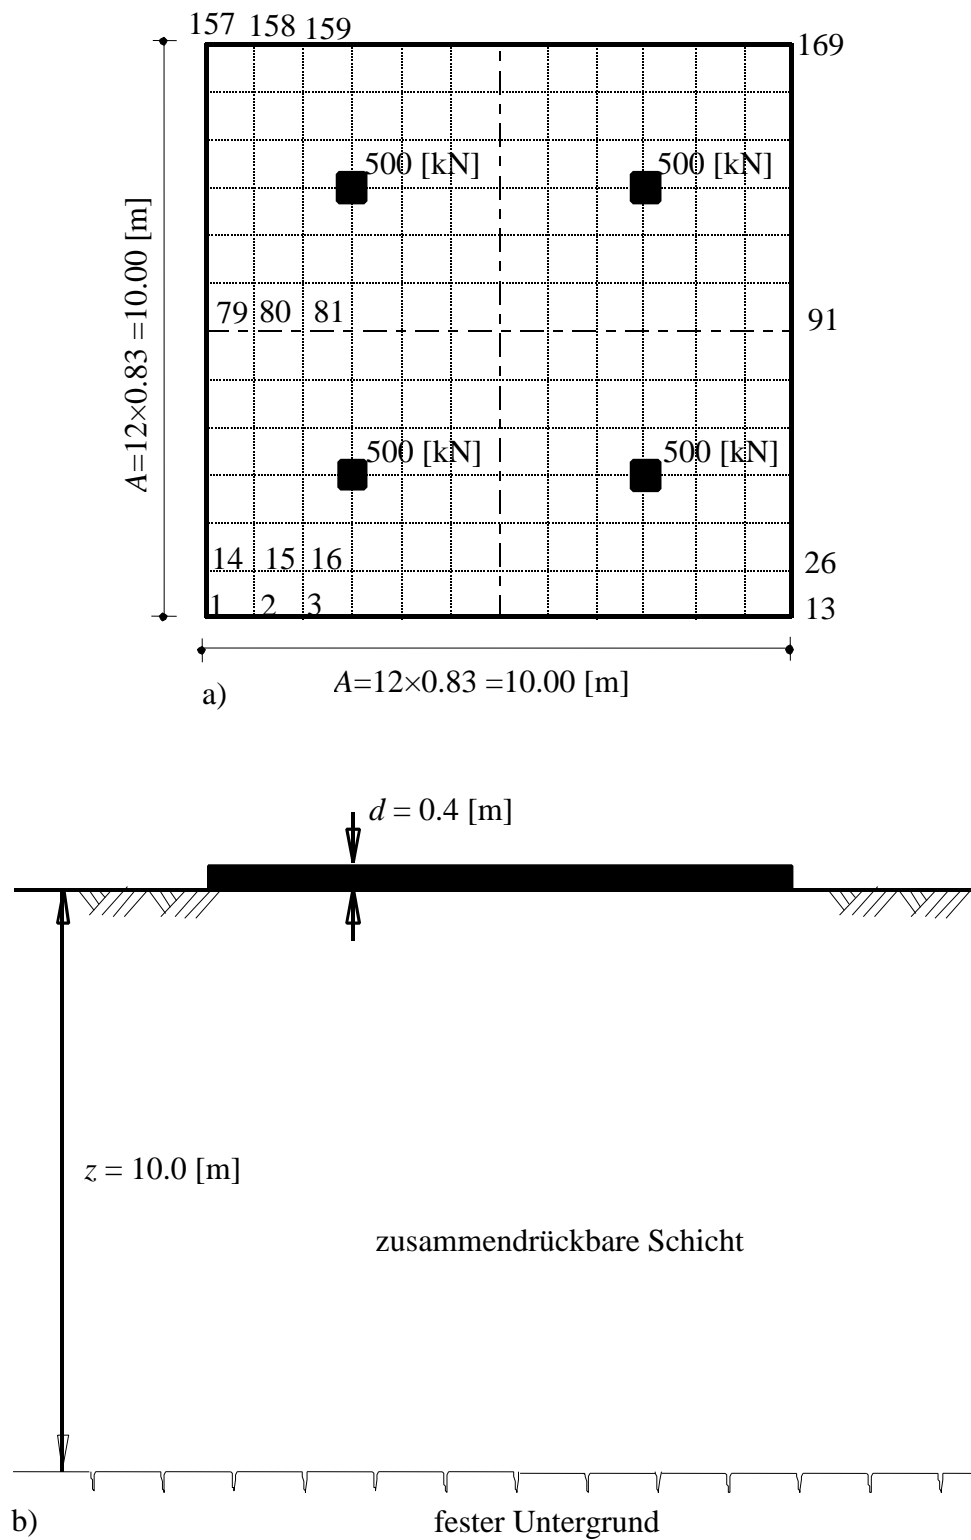 157 158 159
169
500 [kN] 500 [kN]
A=12×0.83 =10.00 [m]
79 80 81
91
500 [kN] 500 [kN]
14 15 16
26
1 2 3
13
A=12×0.83 =10.00 [m]
a)
d = 0.4 [m]
z = 10.0 [m]
zusammendrückbare Schicht
b)
fester Untergrund